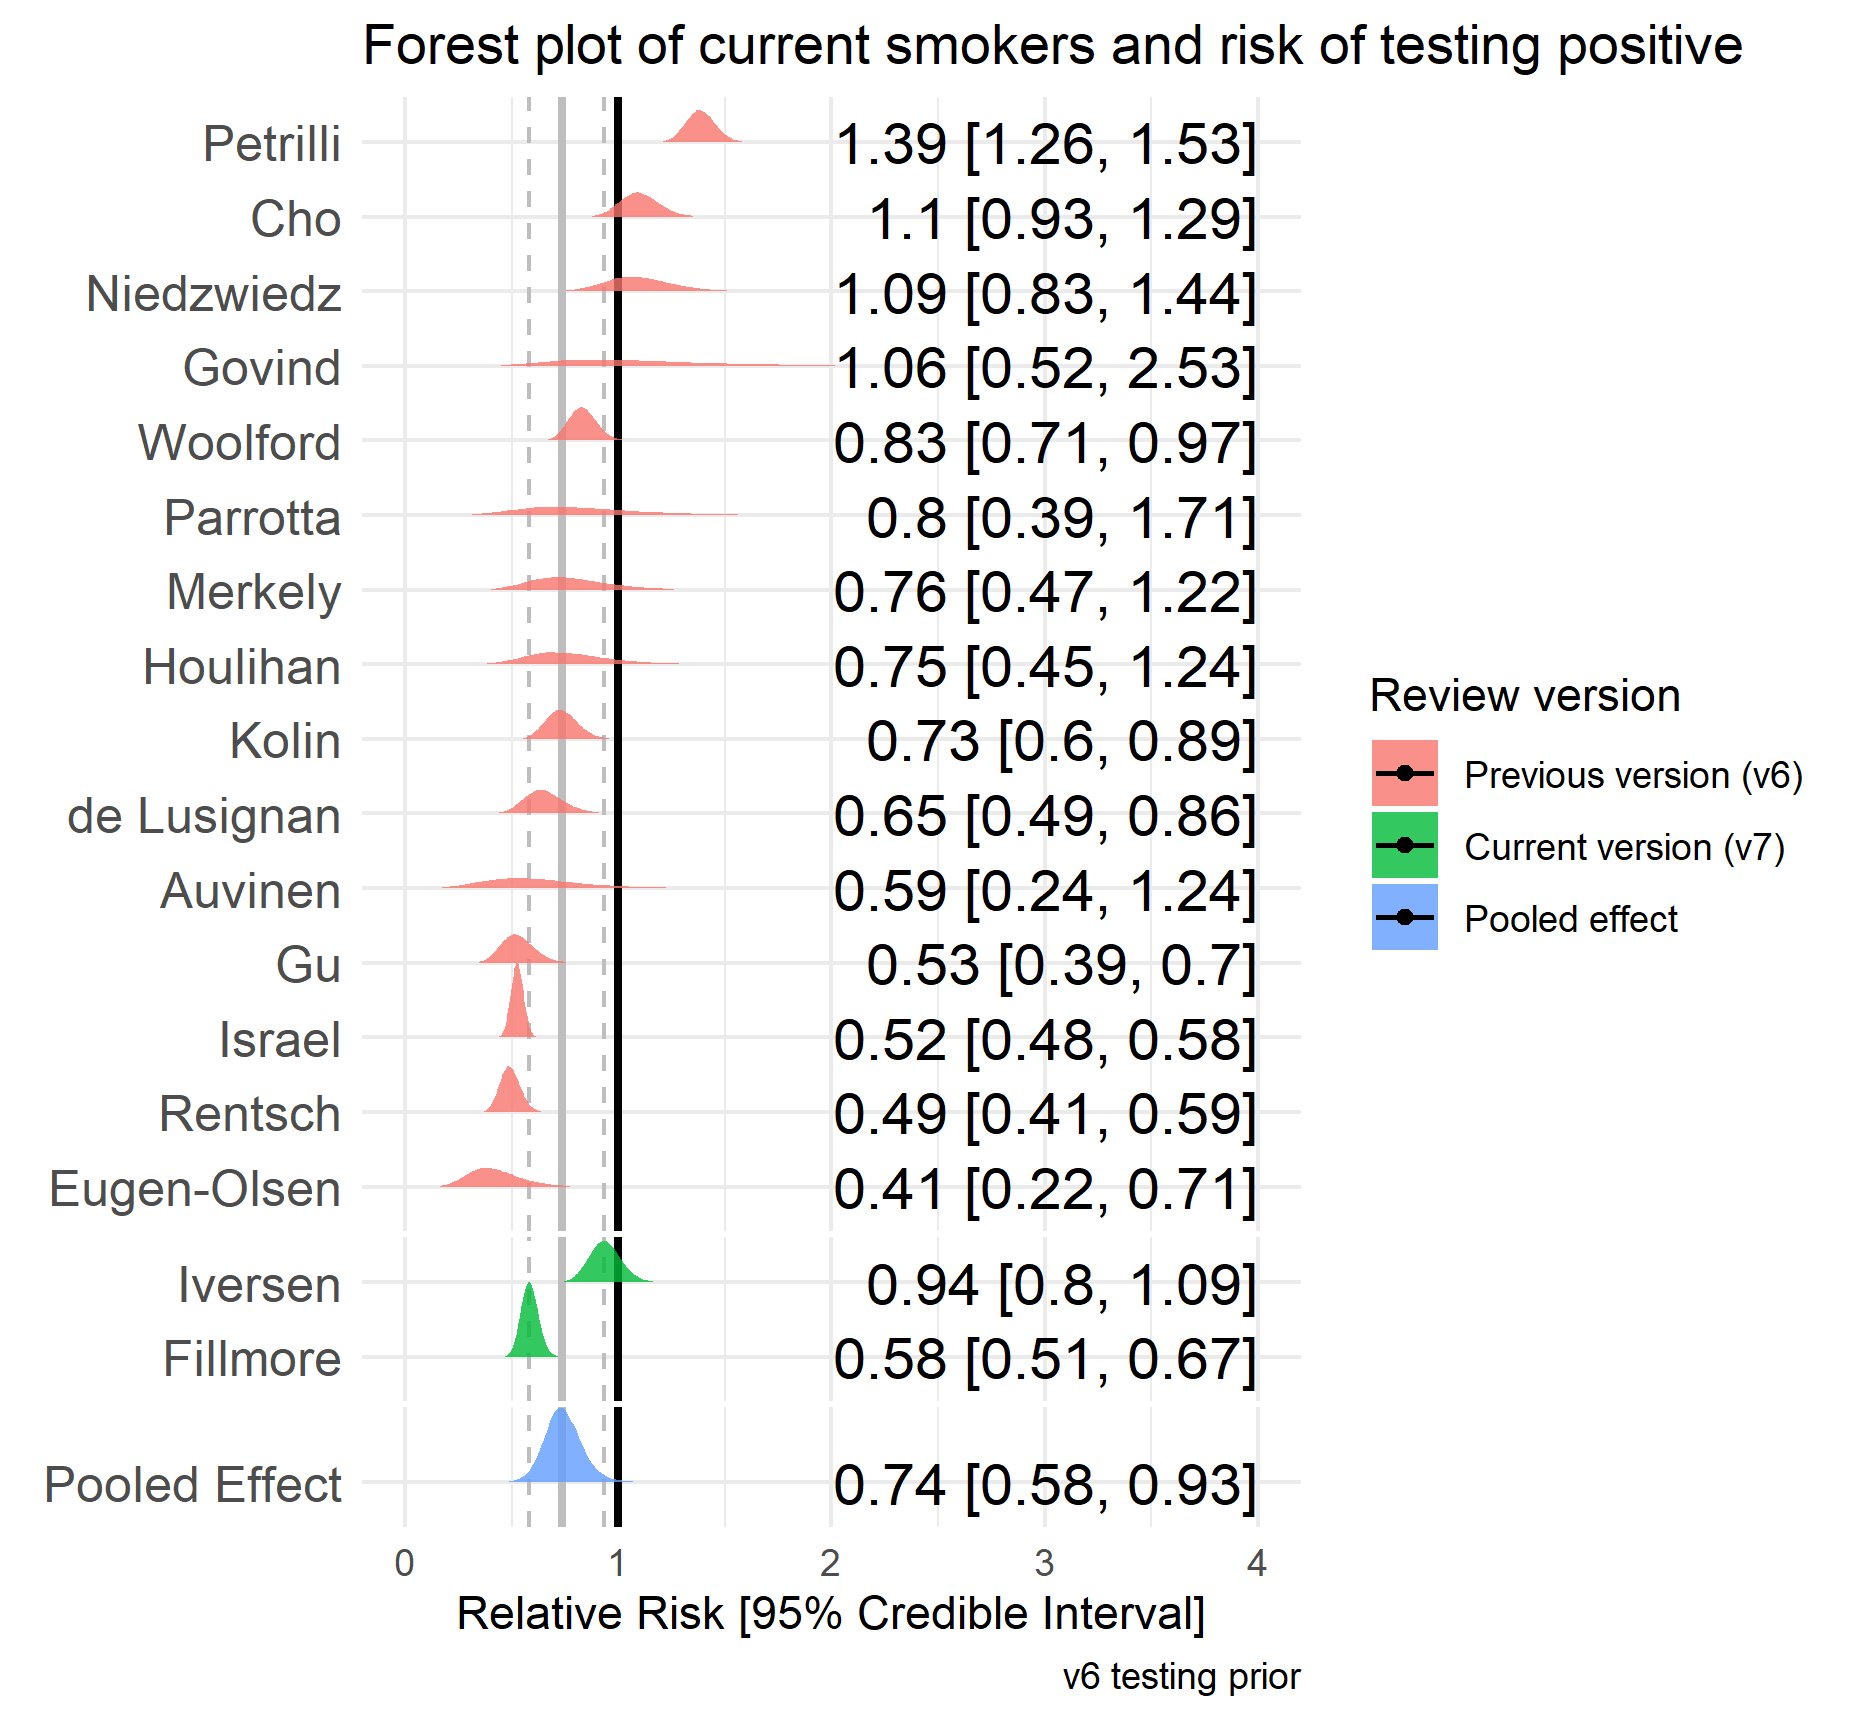 Forest plot of current smokers and risk of testing positive
Petrilli 1.39 [1.26, 1.53]
Cho 1.1 [0.93, 1.29]
Niedzwiedz 1.09 [0.83, 1.44]
Govind 1.06 [0.52, 2.53]
Woolford 0.83 [0.71, 0.97]
Parrotta 0.8 [0.39, 1.71]
Merkely 0.76 [0.47, 1.22]
Houlihan 0.75 [0.45, 1.24]
Kolin 0.73 [0.6, 0.89]
de Lusignan 0.65 [0.49, 0.86]
Auvinen 0.59 [0.24, 1.24]
Gu 0.53 [0.39, 0.7]
Israel 0.52 [0.48, 0.58]
Rentsch 0.49 [0.41, 0.59]
Eugen-Olsen 0.41 [0.22, 0.71]
Iversen 0.94 [0.8, 1.09]
Fillmore 0.58 [0.51, 0.67]
Pooled Effect 0.74 [0.58, 0.93]
0 1 2 3 4
Relative Risk [95% Credible Interval]
v6 testing prior
Review version
Previous version (v6)
Current version (v7)
Pooled effect